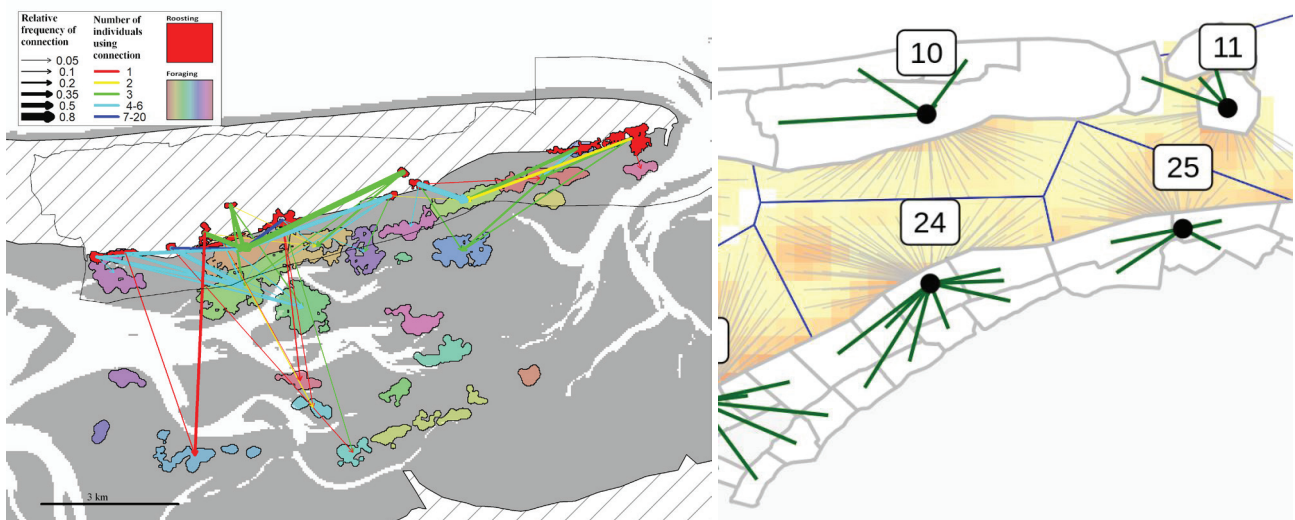 Relative
frequency of
connection
0.05
0.1
0.2
0.35
0.5
0.8
Number of
individuals
using
connection
1
2
3
4-6
7-20
Roosting
Foraging
3 km
10
11
24
25